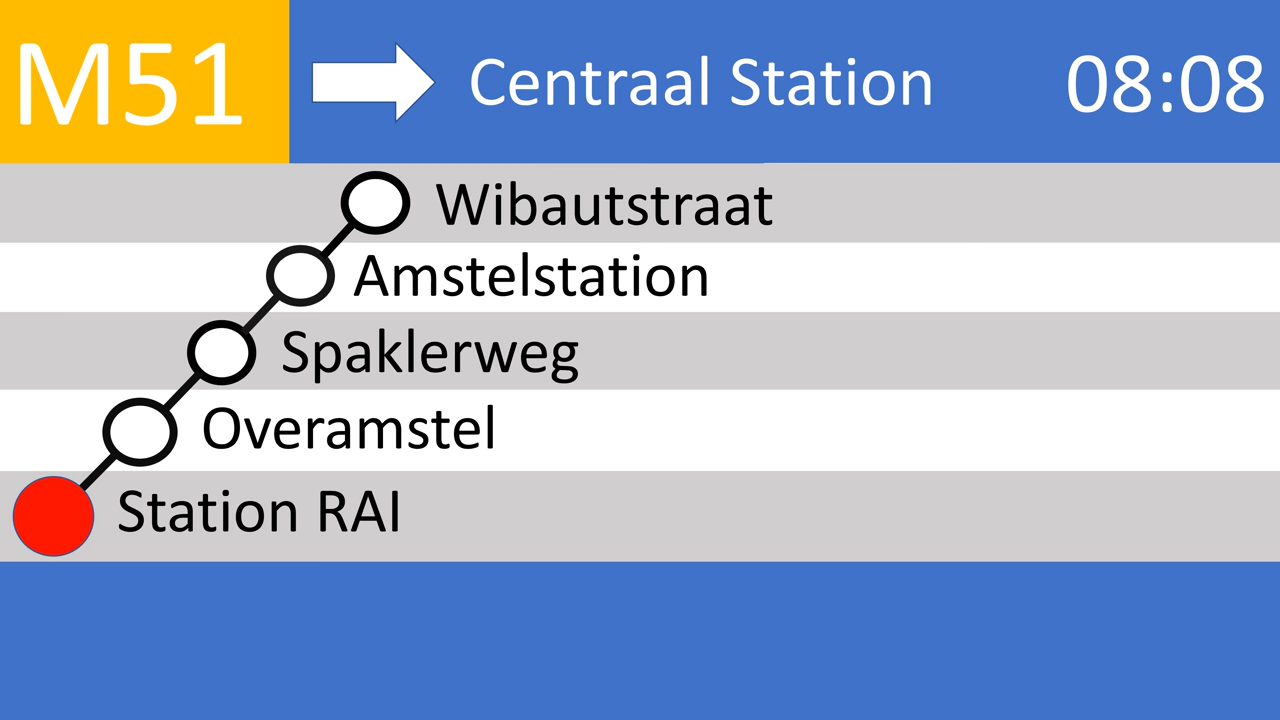 M51 Centraal Station 08:08
Wibautstraat
Amstelstation
Spaklerweg
Overamstel
Station RAI